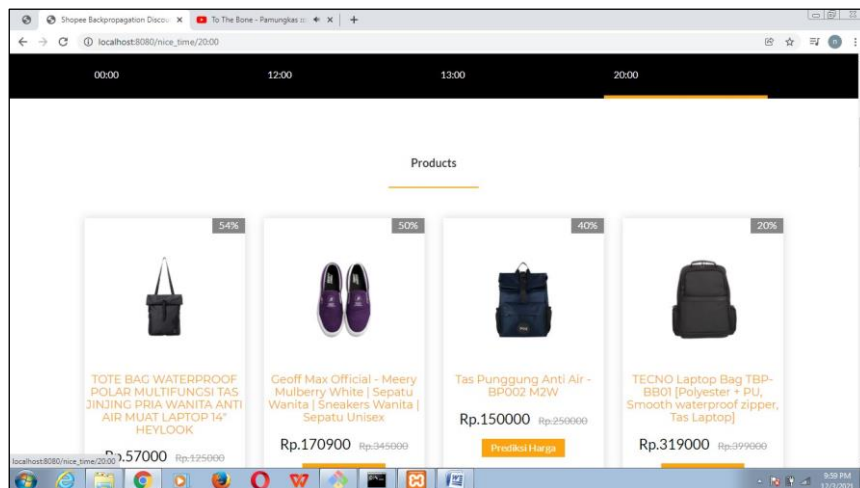 Shopee Backpropagation Discou
To The Bone - Pamungkas
localhost:8080/nice_time/20:00
00:00 12:00 13:00 20:00
Products
54% 50% 40% 20%
TOTE BAG WATERPROOF
POLAR MULTIFUNGSI TAS
JINJING PRIA WANITA ANTI
AIR MUAT LAPTOP 14"
HEYLOOK
Rp.57000 Rp.125000
Geoff Max Official - Meery
Mulberry White | Sepatu
Wanita | Sneakers Wanita |
Sepatu Unisex
Rp.170900 Rp.345000
Tas Punggung Anti Air -
BP002 M2W
Rp.150000 Rp.250000
Prediksi Harga
TECNO Laptop Bag TBP-
BB01 [Polyester + PU,
Smooth waterproof zipper,
Tas Laptop]
Rp.319000 Rp.399000
localhost:8080/nice_time/20:00
9:59 PM
12/2/2021